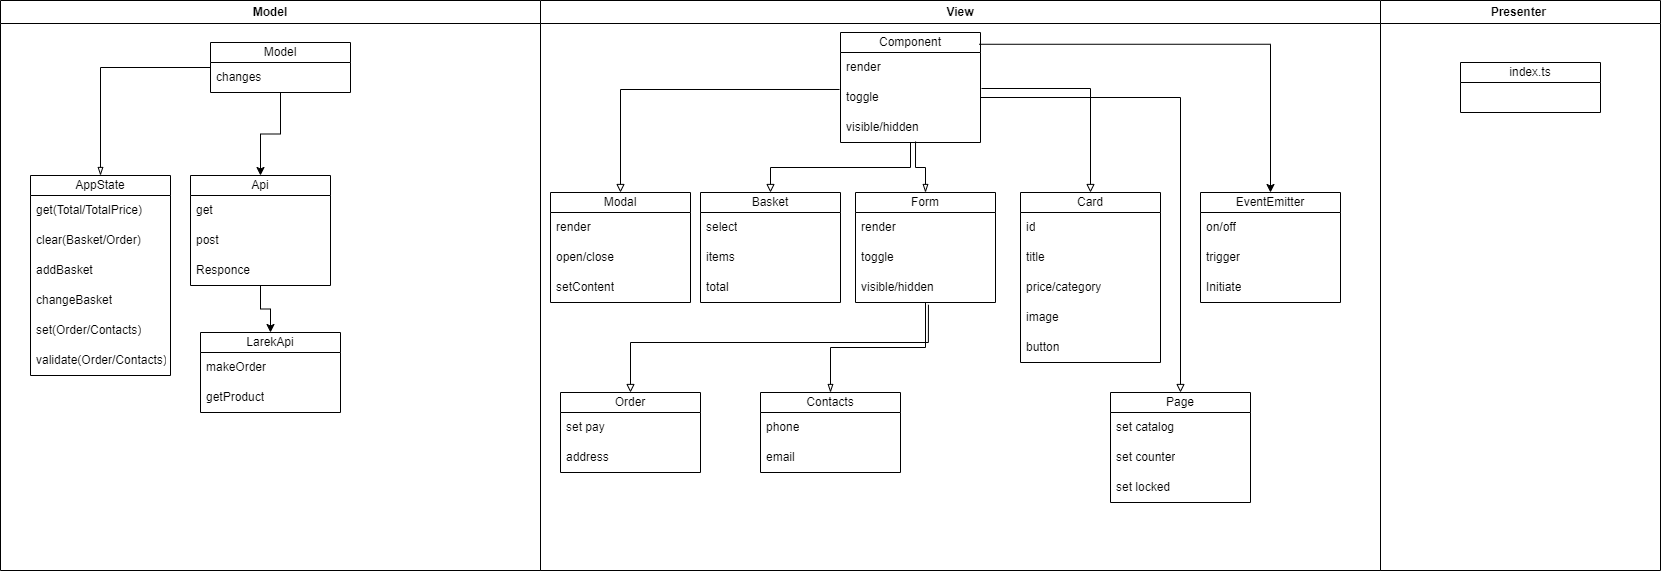 Model
View
Presenter
Model
changes
AppState
get(Total/TotalPrice)
clear(Basket/Order)
addBasket
changeBasket
set(Order/Contacts)
validate(Order/Contacts)
Api
get
post
Responce
LarekApi
makeOrder
getProduct
Component
render
toggle
visible/hidden
Modal
render
open/close
setContent
Basket
select
items
total
Form
render
toggle
visible/hidden
Card
id
title
price/category
image
button
EventEmitter
on/off
trigger
Initiate
Order
set pay
address
Contacts
phone
email
Page
set catalog
set counter
set locked
index.ts